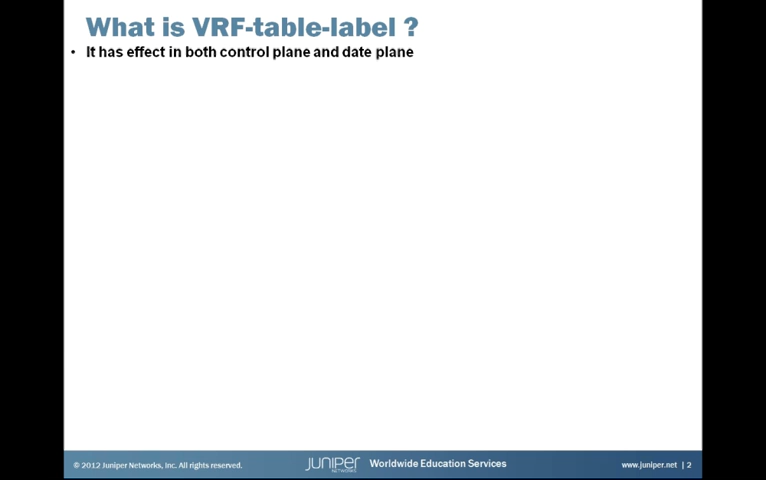 What is VRF-table-label ?
• It has effect in both control plane and date plane
© 2012 Juniper Networks, Inc. All rights reserved.
JUNIPER
NETWORKS
Worldwide Education Services
www.juniper.net | 2